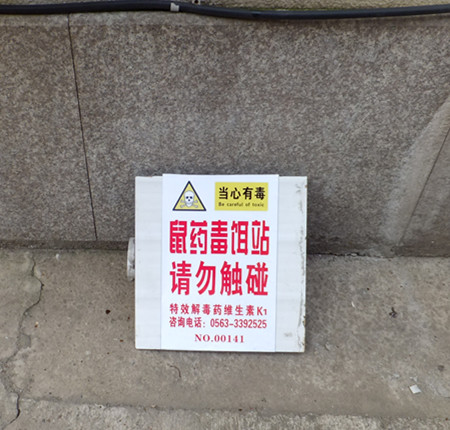 当心有毒
Be careful of toxic
鼠药毒饵站
请勿触碰
特效解毒药维生素K1
咨询电话：0563-3392525
NO.00141